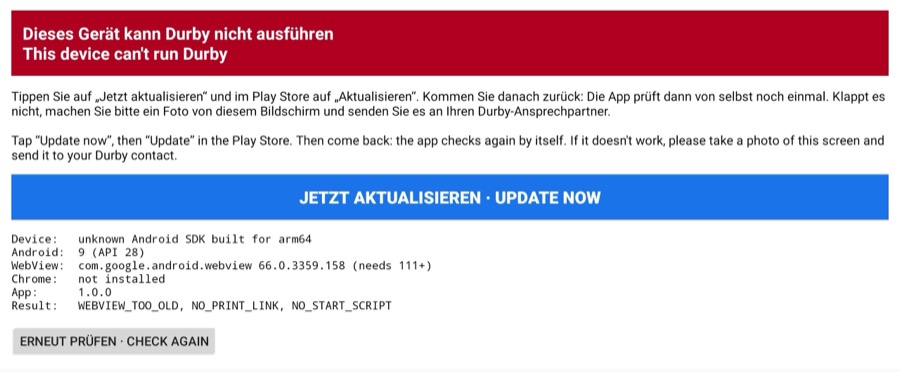 Dieses Gerät kann Durby nicht ausführen
This device can't run Durby
Tippen Sie auf „Jetzt aktualisieren“ und im Play Store auf „Aktualisieren“. Kommen Sie danach zurück: Die App prüft dann von selbst noch einmal. Klappt es
nicht, machen Sie bitte ein Foto von diesem Bildschirm und senden Sie es an Ihren Durby-Ansprechpartner.
Tap “Update now”, then “Update” in the Play Store. Then come back: the app checks again by itself. If it doesn't work, please take a photo of this screen and
send it to your Durby contact.
JETZT AKTUALISIEREN · UPDATE NOW
Device: unknown Android SDK built for arm64
Android: 9 (API 28)
WebView: com.google.android.webview 66.0.3359.158 (needs 111+)
Chrome: not installed
App: 1.0.0
Result: WEBVIEW_TOO_OLD, NO_PRINT_LINK, NO_START_SCRIPT
ERNEUT PRÜFEN · CHECK AGAIN